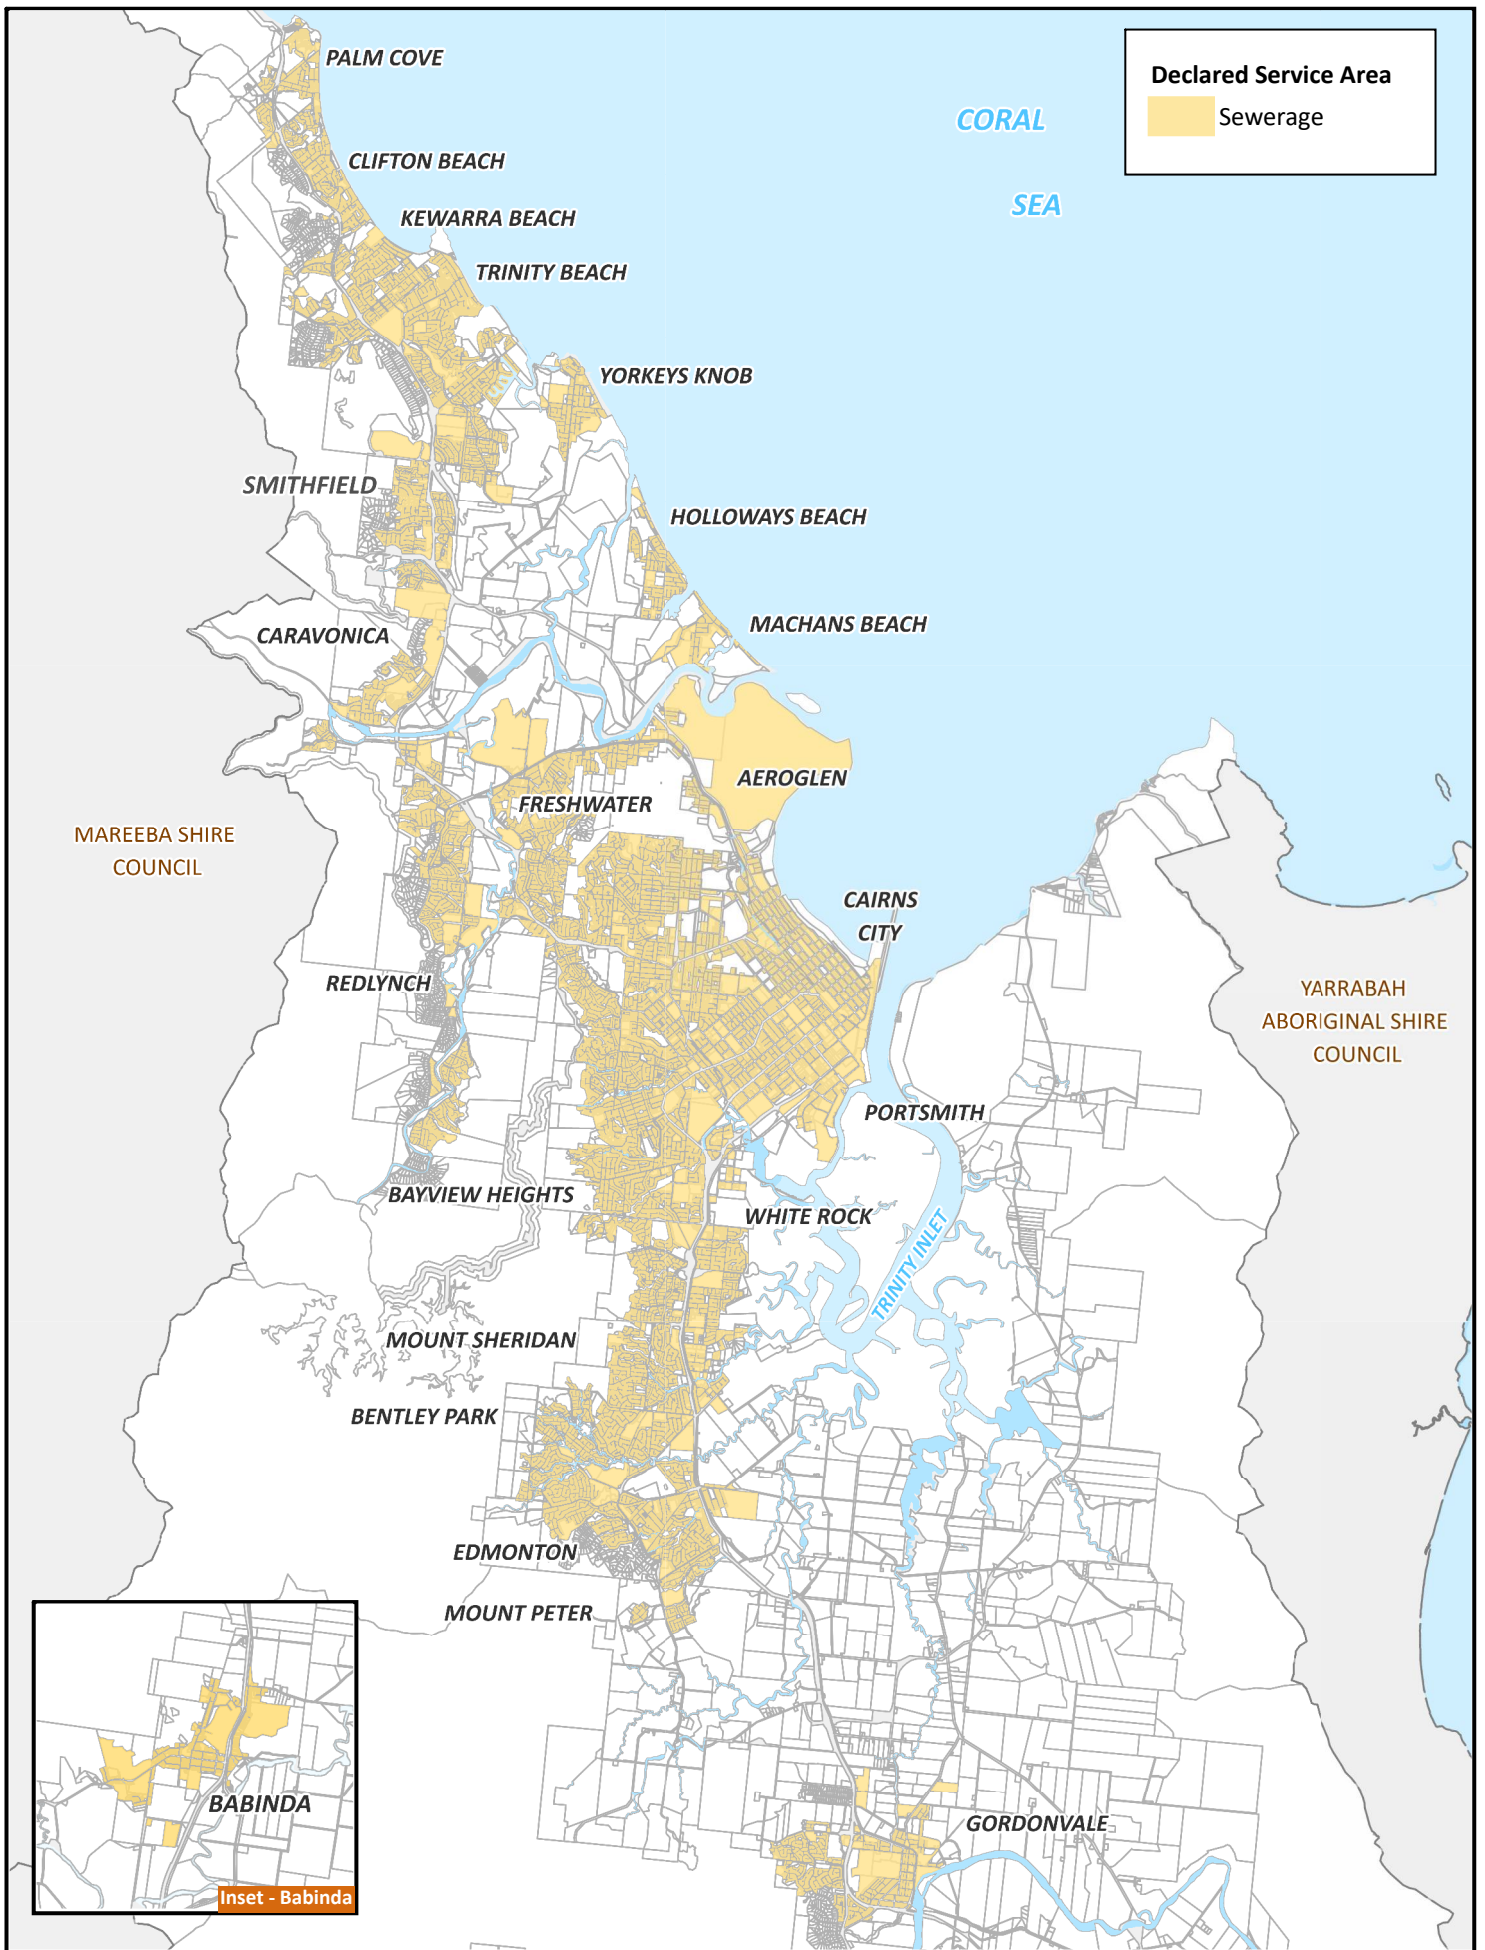 PALM COVE
Declared Service Area
Sewerage
CORAL
SEA
CLIFTON BEACH
KEWARRA BEACH
TRINITY BEACH
YORKEYS KNOB
SMITHFIELD
HOLLOWAYS BEACH
MACHANS BEACH
CARAVONICA
AEROGLEN
FRESHWATER
MAREEBA SHIRE
COUNCIL
CAIRNS
CITY
REDLYNCH
YARRABAH
ABORIGINAL SHIRE
COUNCIL
PORTSMITH
BAYVIEW HEIGHTS
WHITE ROCK
TRINITY INLET
MOUNT SHERIDAN
BENTLEY PARK
EDMONTON
MOUNT PETER
BABINDA
GORDONVALE
Inset - Babinda